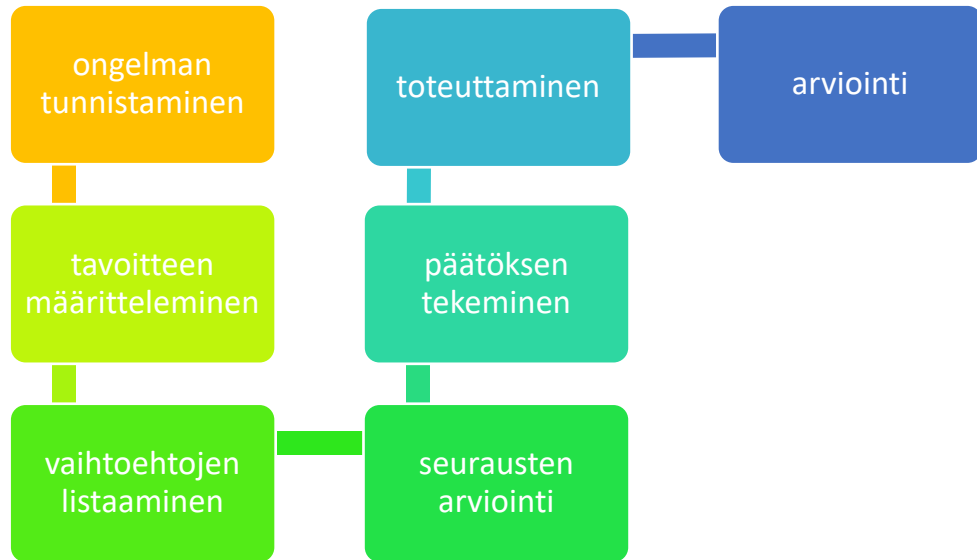 ongelman
tunnistaminen
tavoitteen
määritteleminen
vaihtoehtojen
listaaminen
seurausten
arviointi
päätöksen
tekeminen
toteuttaminen
arviointi